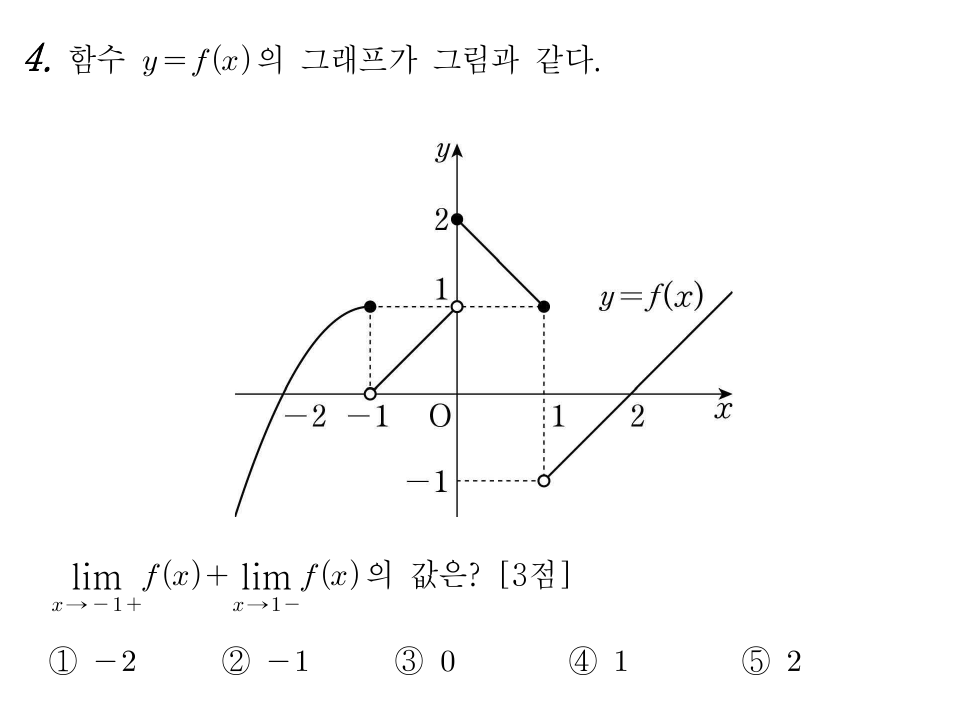 4. 함수 y=f(x)의 그래프가 그림과 같다.
y
2
1
y=f(x)
-2 -1 O 1 2 x
-1
lim f(x)+ lim f(x)의 값은? [3점]
x→-1+ x→1-
① -2 ② -1 ③ 0 ④ 1 ⑤ 2